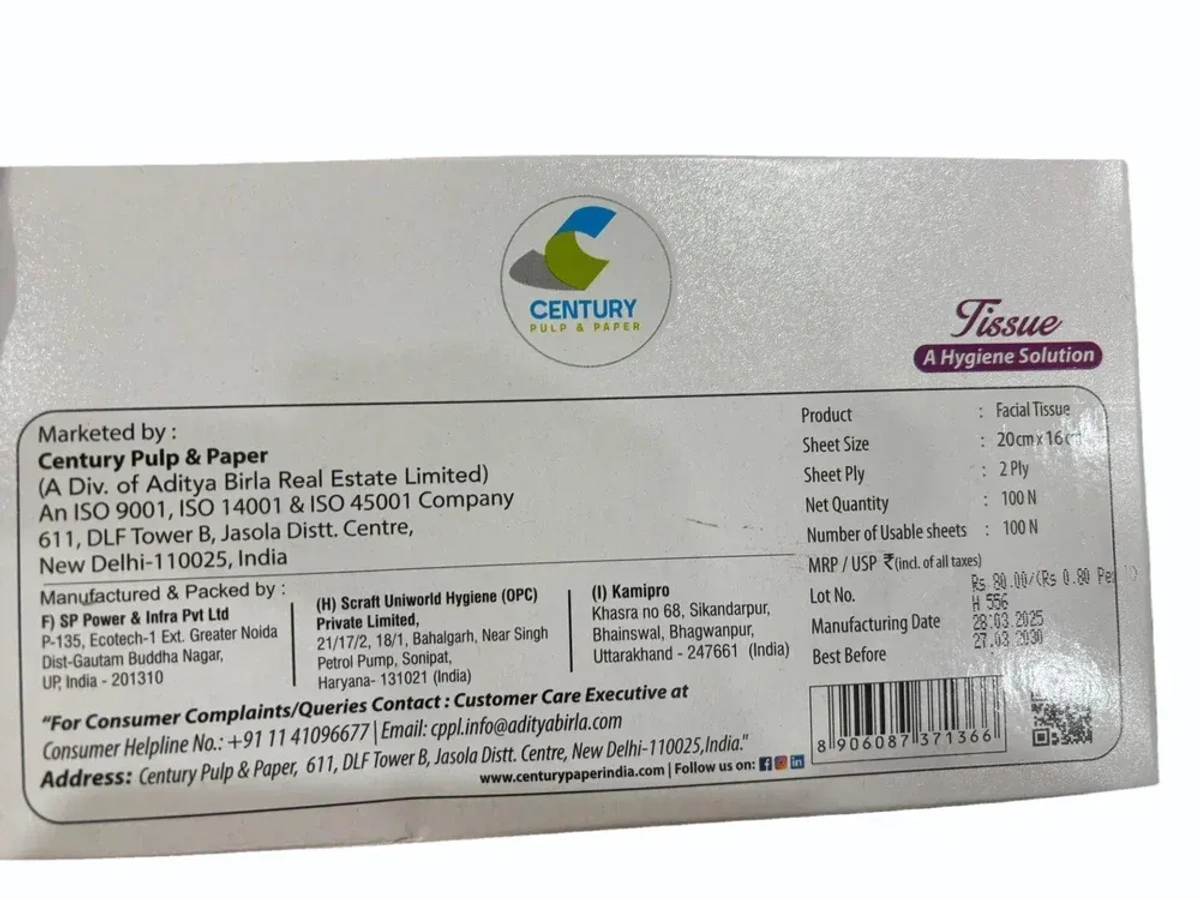 CENTURY
PULP & PAPER
Tissue
A Hygiene Solution
Marketed by :
Century Pulp & Paper
(A Div. of Aditya Birla Real Estate Limited)
An ISO 9001, ISO 14001 & ISO 45001 Company
611, DLF Tower B, Jasola Distt. Centre,
New Delhi-110025, India
Manufactured & Packed by :
F) SP Power & Infra Pvt Ltd
P-135, Ecotech-1 Ext. Greater Noida
Dist-Gautam Buddha Nagar,
UP, India - 201310
(H) Scraft Uniworld Hygiene (OPC)
Private Limited,
21/17/2, 18/1, Bahalgarh, Near Singh
Petrol Pump, Sonipat,
Haryana- 131021 (India)
(I) Kamipro
Khasra no 68, Sikandarpur,
Bhainswal, Bhagwanpur,
Uttarakhand - 247661 (India)
"For Consumer Complaints/Queries Contact : Customer Care Executive at
Consumer Helpline No.: +91 11 41096677 | Email: cppl.info@adityabirla.com
Address: Century Pulp & Paper, 611, DLF Tower B, Jasola Distt. Centre, New Delhi-110025,India."
www.centurypaperindia.com | Follow us on:
Product : Facial Tissue
Sheet Size : 20cm x 16
Sheet Ply : 2 Ply
Net Quantity : 100 N
Number of Usable sheets : 100 N
MRP / USP ₹ (incl. of all taxes)
Rs 80.00/(Rs 0.80 Per
Lot No. H 556
Manufacturing Date 28:03.2025
Best Before 27.03 2030
8 906087 371366